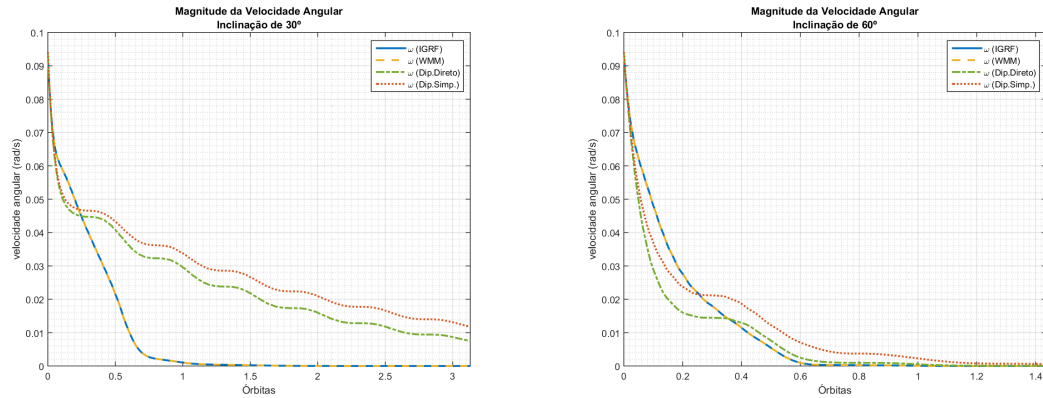 Magnitude da Velocidade Angular
Inclinação de 30º
0.1
0.09
0.08
0.07
0.06
0.05
0.04
0.03
0.02
0.01
0
velocidade angular (rad/s)
ω (IGRF)
ω (WMM)
ω (Dip.Direto)
ω (Dip.Simp.)
0 0.5 1 1.5 2 2.5 3
Órbitas
Magnitude da Velocidade Angular
Inclinação de 60º
0.1
0.09
0.08
0.07
0.06
0.05
0.04
0.03
0.02
0.01
0
velocidade angular (rad/s)
ω (IGRF)
ω (WMM)
ω (Dip.Direto)
ω (Dip.Simp.)
0 0.2 0.4 0.6 0.8 1 1.2 1.4
Órbitas